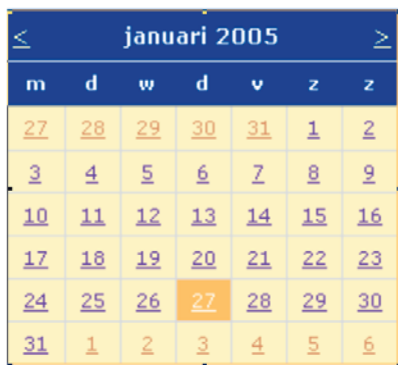 < januari 2005 >
m d w d v z z
27 28 29 30 31 1 2
3 4 5 6 7 8 9
10 11 12 13 14 15 16
17 18 19 20 21 22 23
24 25 26 27 28 29 30
31 1 2 3 4 5 6